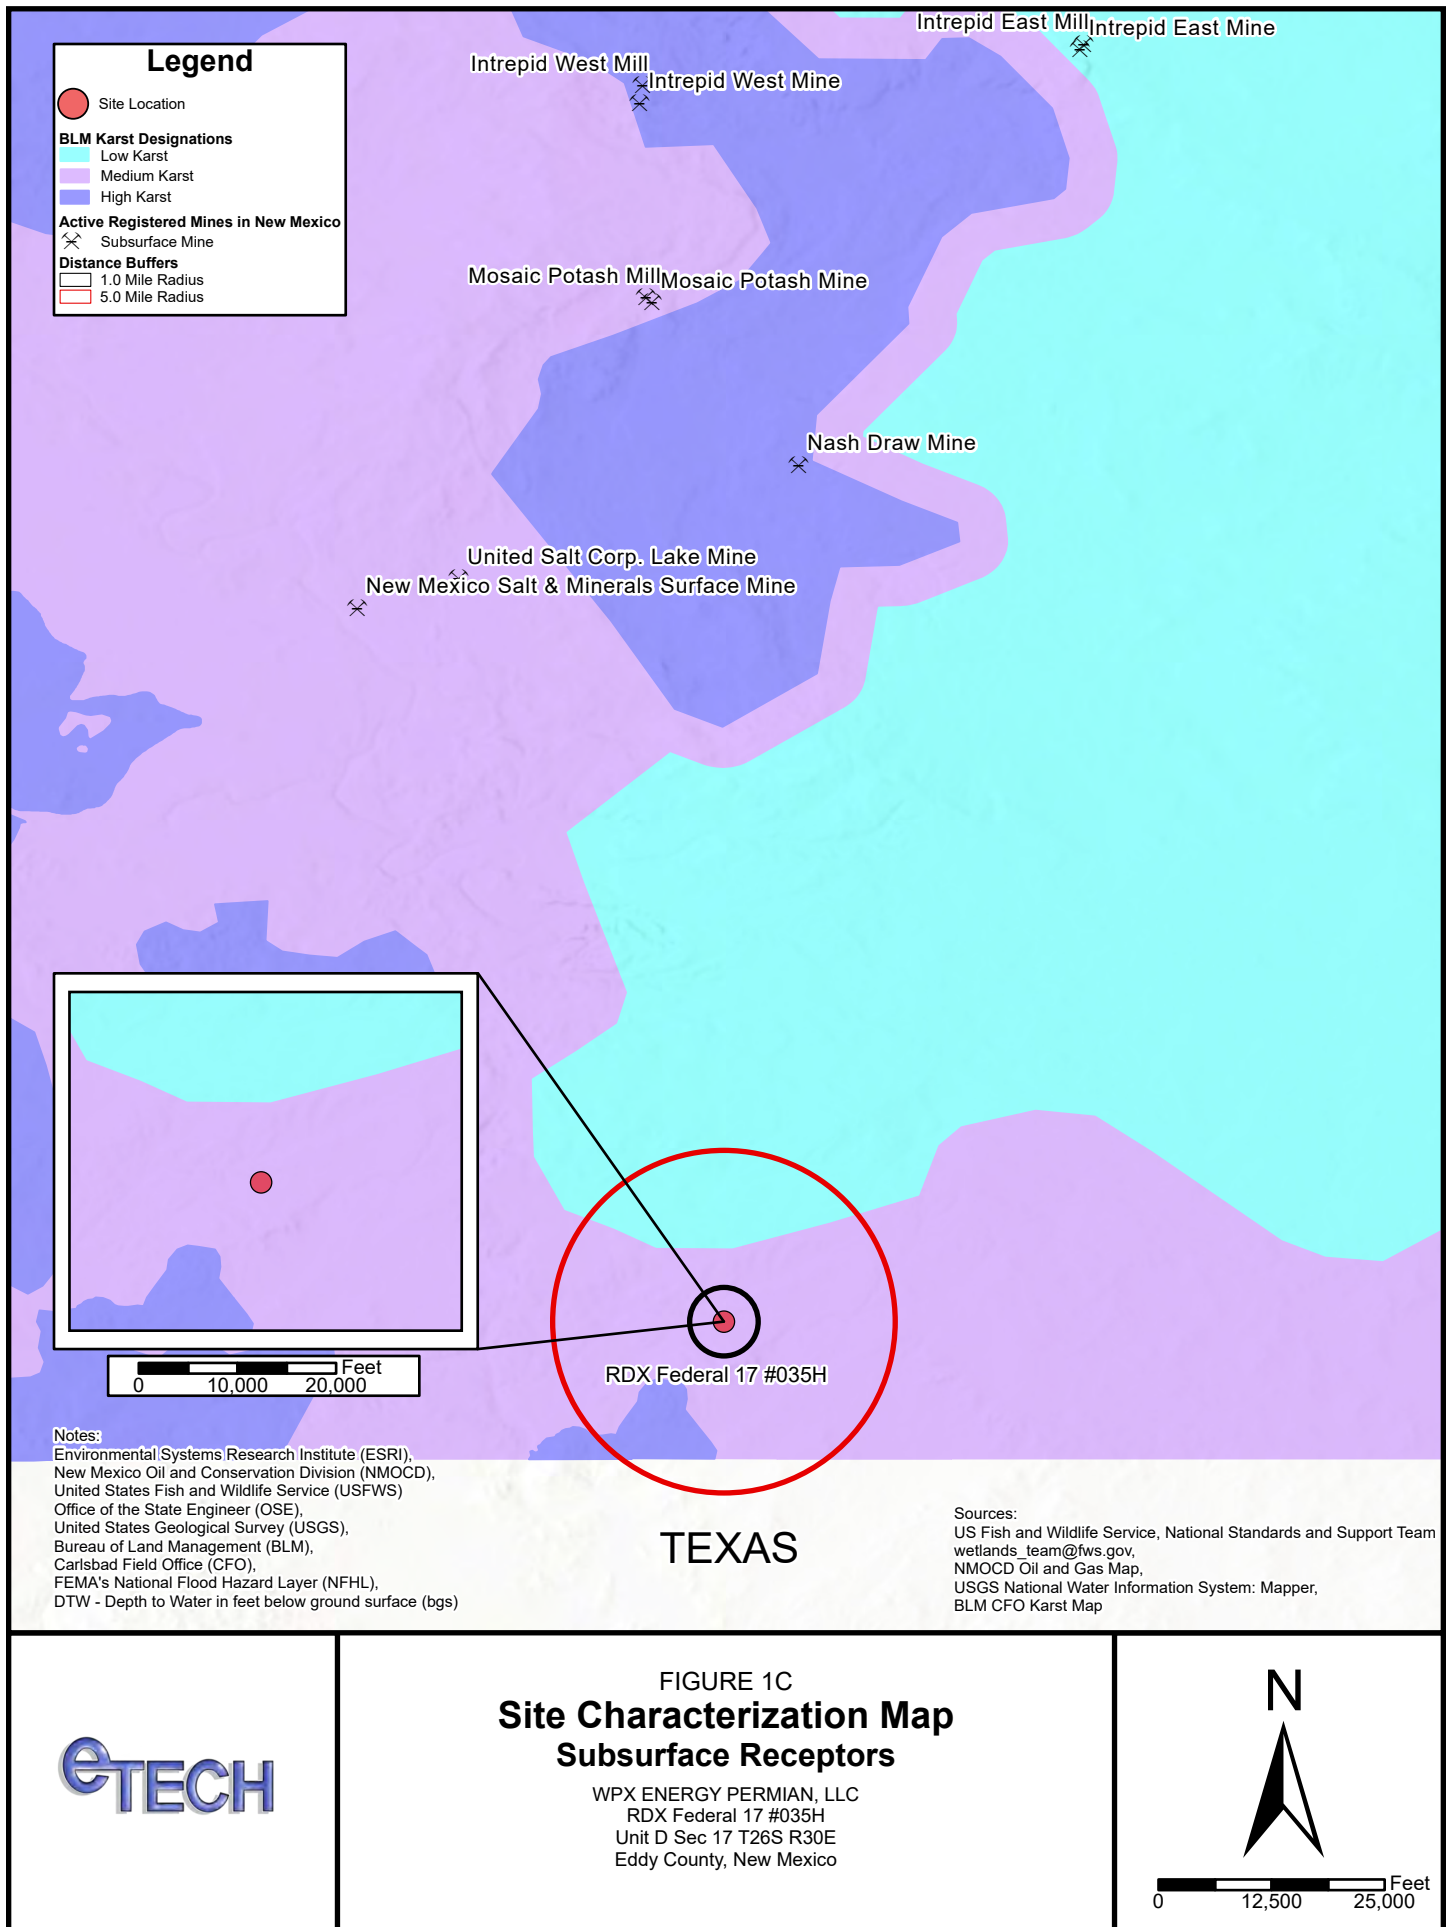 Legend
Site Location
BLM Karst Designations
Low Karst
Medium Karst
High Karst
Active Registered Mines in New Mexico
Subsurface Mine
Distance Buffers
1.0 Mile Radius
5.0 Mile Radius
Intrepid East Mill
Intrepid East Mine
Intrepid West Mill
Intrepid West Mine
Mosaic Potash Mill
Mosaic Potash Mine
Nash Draw Mine
United Salt Corp. Lake Mine
New Mexico Salt & Minerals Surface Mine
Feet
0 10,000 20,000
RDX Federal 17 #035H
Notes:
Environmental Systems Research Institute (ESRI),
New Mexico Oil and Conservation Division (NMOCD),
United States Fish and Wildlife Service (USFWS)
Office of the State Engineer (OSE),
United States Geological Survey (USGS),
Bureau of Land Management (BLM),
Carlsbad Field Office (CFO),
FEMA's National Flood Hazard Layer (NFHL),
DTW - Depth to Water in feet below ground surface (bgs)
TEXAS
Sources:
US Fish and Wildlife Service, National Standards and Support Team
wetlands_team@fws.gov,
NMOCD Oil and Gas Map,
USGS National Water Information System: Mapper,
BLM CFO Karst Map
eTECH
FIGURE 1C
Site Characterization Map
Subsurface Receptors
WPX ENERGY PERMIAN, LLC
RDX Federal 17 #035H
Unit D Sec 17 T26S R30E
Eddy County, New Mexico
N
Feet
0 12,500 25,000